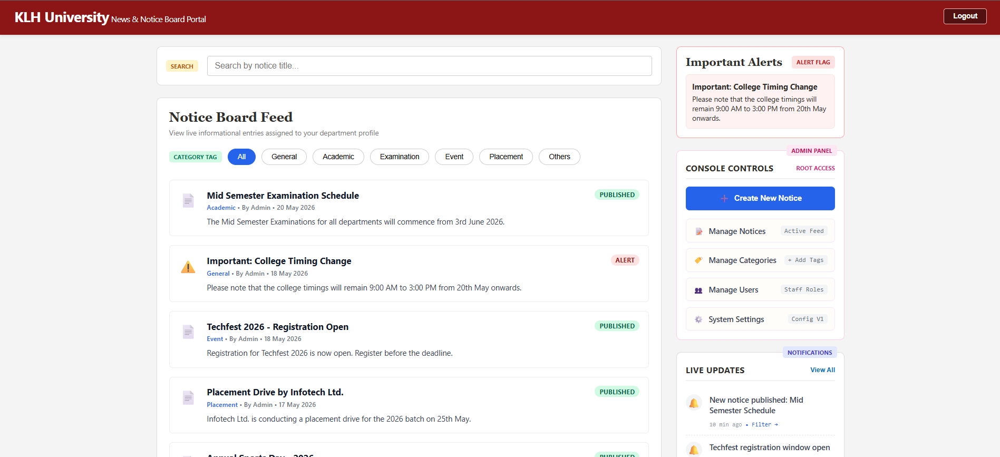 KLH University News & Notice Board Portal
Logout
SEARCH
Search by notice title...
Notice Board Feed
View live informational entries assigned to your department profile
CATEGORY TAG
All
General
Academic
Examination
Event
Placement
Others
Mid Semester Examination Schedule
PUBLISHED
Academic • By Admin • 20 May 2026
The Mid Semester Examinations for all departments will commence from 3rd June 2026.
Important: College Timing Change
ALERT
General • By Admin • 18 May 2026
Please note that the college timings will remain 9:00 AM to 3:00 PM from 20th May onwards.
Techfest 2026 - Registration Open
PUBLISHED
Event • By Admin • 18 May 2026
Registration for Techfest 2026 is now open. Register before the deadline.
Placement Drive by Infotech Ltd.
PUBLISHED
Placement • By Admin • 17 May 2026
Infotech Ltd. is conducting a placement drive for the 2026 batch on 25th May.
Annual Sports Day - 2026
PUBLISHED
Important Alerts
ALERT FLAG
Important: College Timing Change
Please note that the college timings will
remain 9:00 AM to 3:00 PM from 20th May
onwards.
ADMIN PANEL
CONSOLE CONTROLS
ROOT ACCESS
Create New Notice
Manage Notices
Active Feed
Manage Categories
+ Add Tags
Manage Users
Staff Roles
System Settings
Config V1
NOTIFICATIONS
LIVE UPDATES
View All
New notice published: Mid
Semester Schedule
10 min ago • Filter →
Techfest registration window open